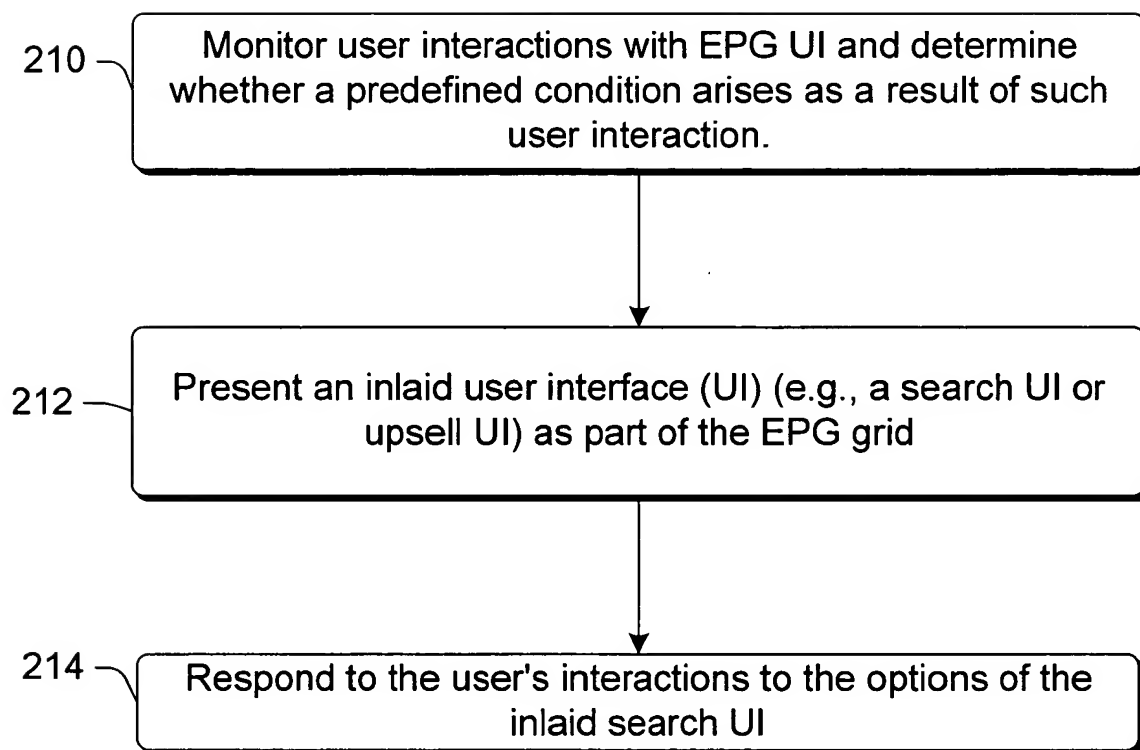 210
Monitor user interactions with EPG UI and determine
whether a predefined condition arises as a result of such
user interaction.
212
Present an inlaid user interface (UI) (e.g., a search UI or
upsell UI) as part of the EPG grid
214
Respond to the user's interactions to the options of the
inlaid search UI